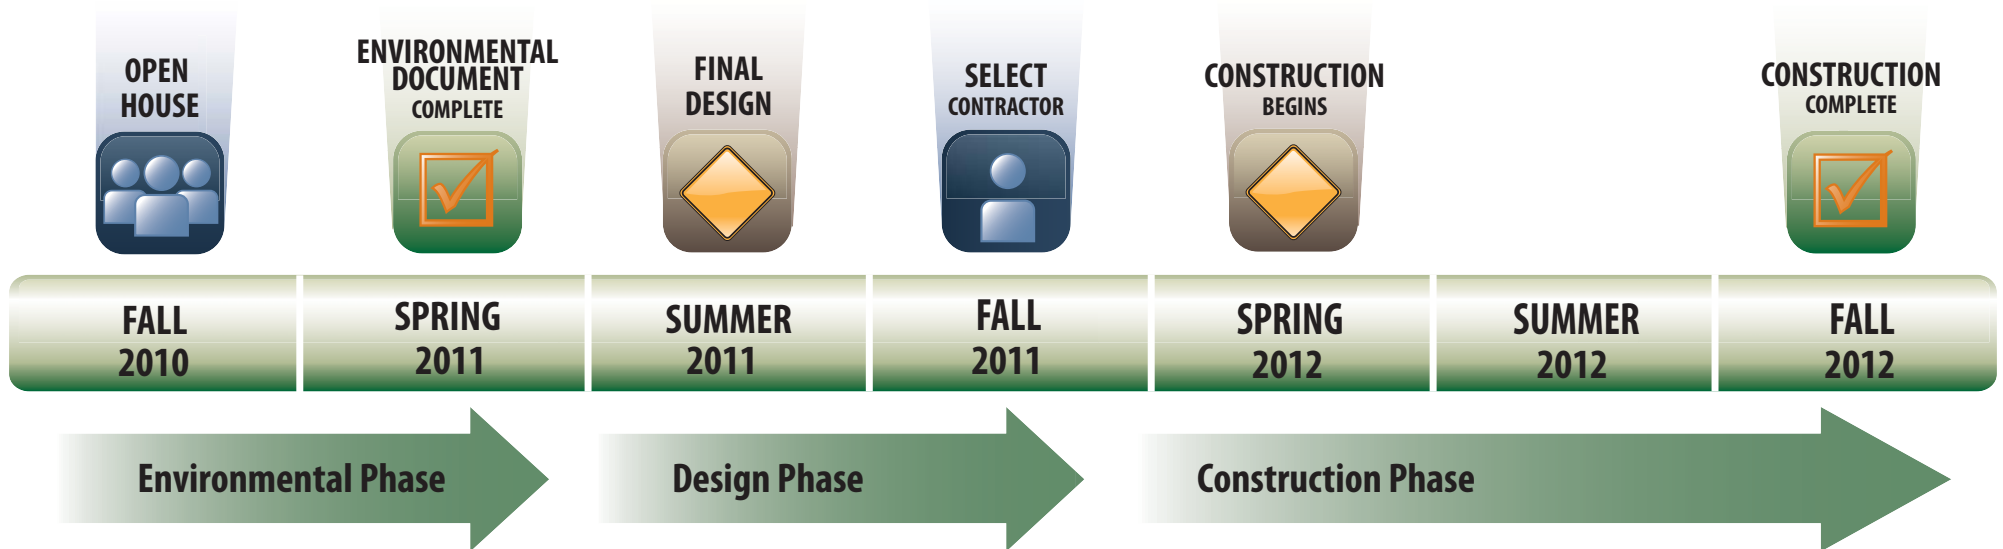 OPEN
HOUSE
ENVIRONMENTAL
DOCUMENT
COMPLETE
FINAL
DESIGN
SELECT
CONTRACTOR
CONSTRUCTION
BEGINS
CONSTRUCTION
COMPLETE
FALL
2010
SPRING
2011
SUMMER
2011
FALL
2011
SPRING
2012
SUMMER
2012
FALL
2012
Environmental Phase
Design Phase
Construction Phase